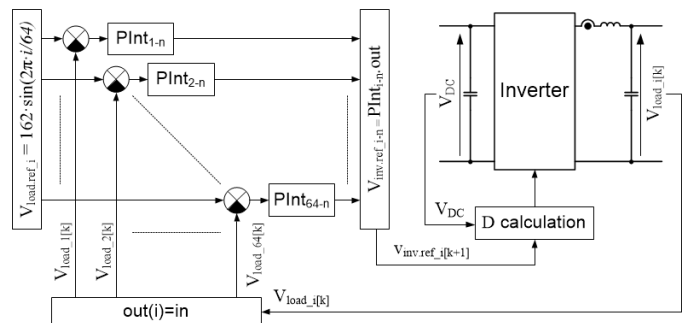 V_load.ref_i = 162·sin(2π·i/64)
PInt_1-n
PInt_2-n
PInt_64-n
V_load_1[k]
V_load_2[k]
V_load_64[k]
out(i)=in
V_inv.ref_i-n = PInt_i-n.out
V_DC
Inverter
V_load_i[k]
V_DC
D calculation
V_inv.ref_i[k+1]
V_load_i[k]